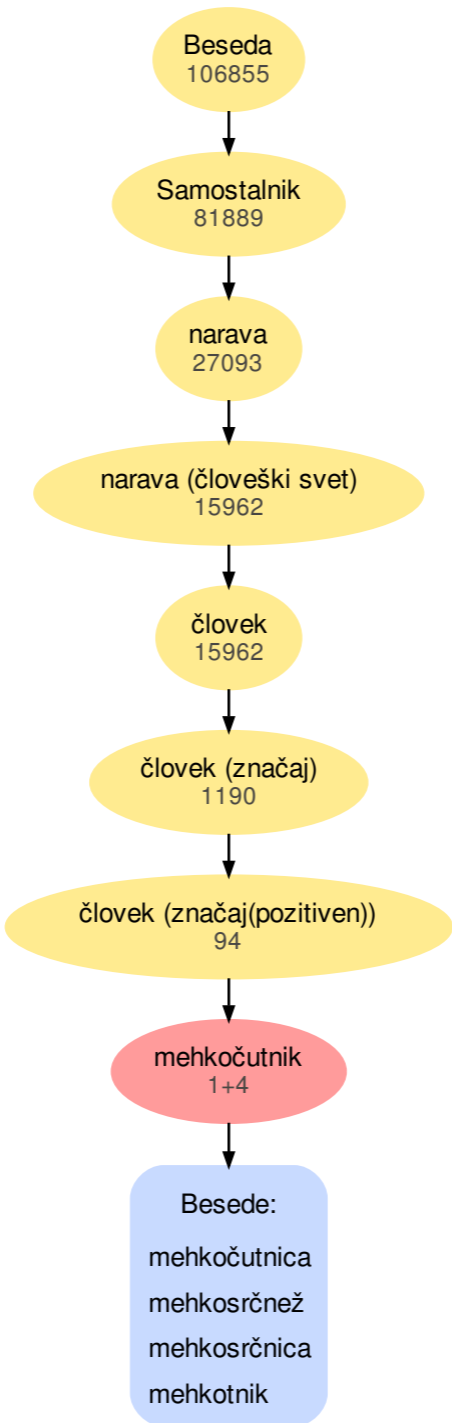 Beseda
106855
Samostalnik
81889
narava
27093
narava (človeški svet)
15962
človek
15962
človek (značaj)
1190
človek (značaj(pozitiven))
94
mehkočutnik
1+4
Besede:
mehkočutnica
mehkosrčnež
mehkosrčnica
mehkotnik